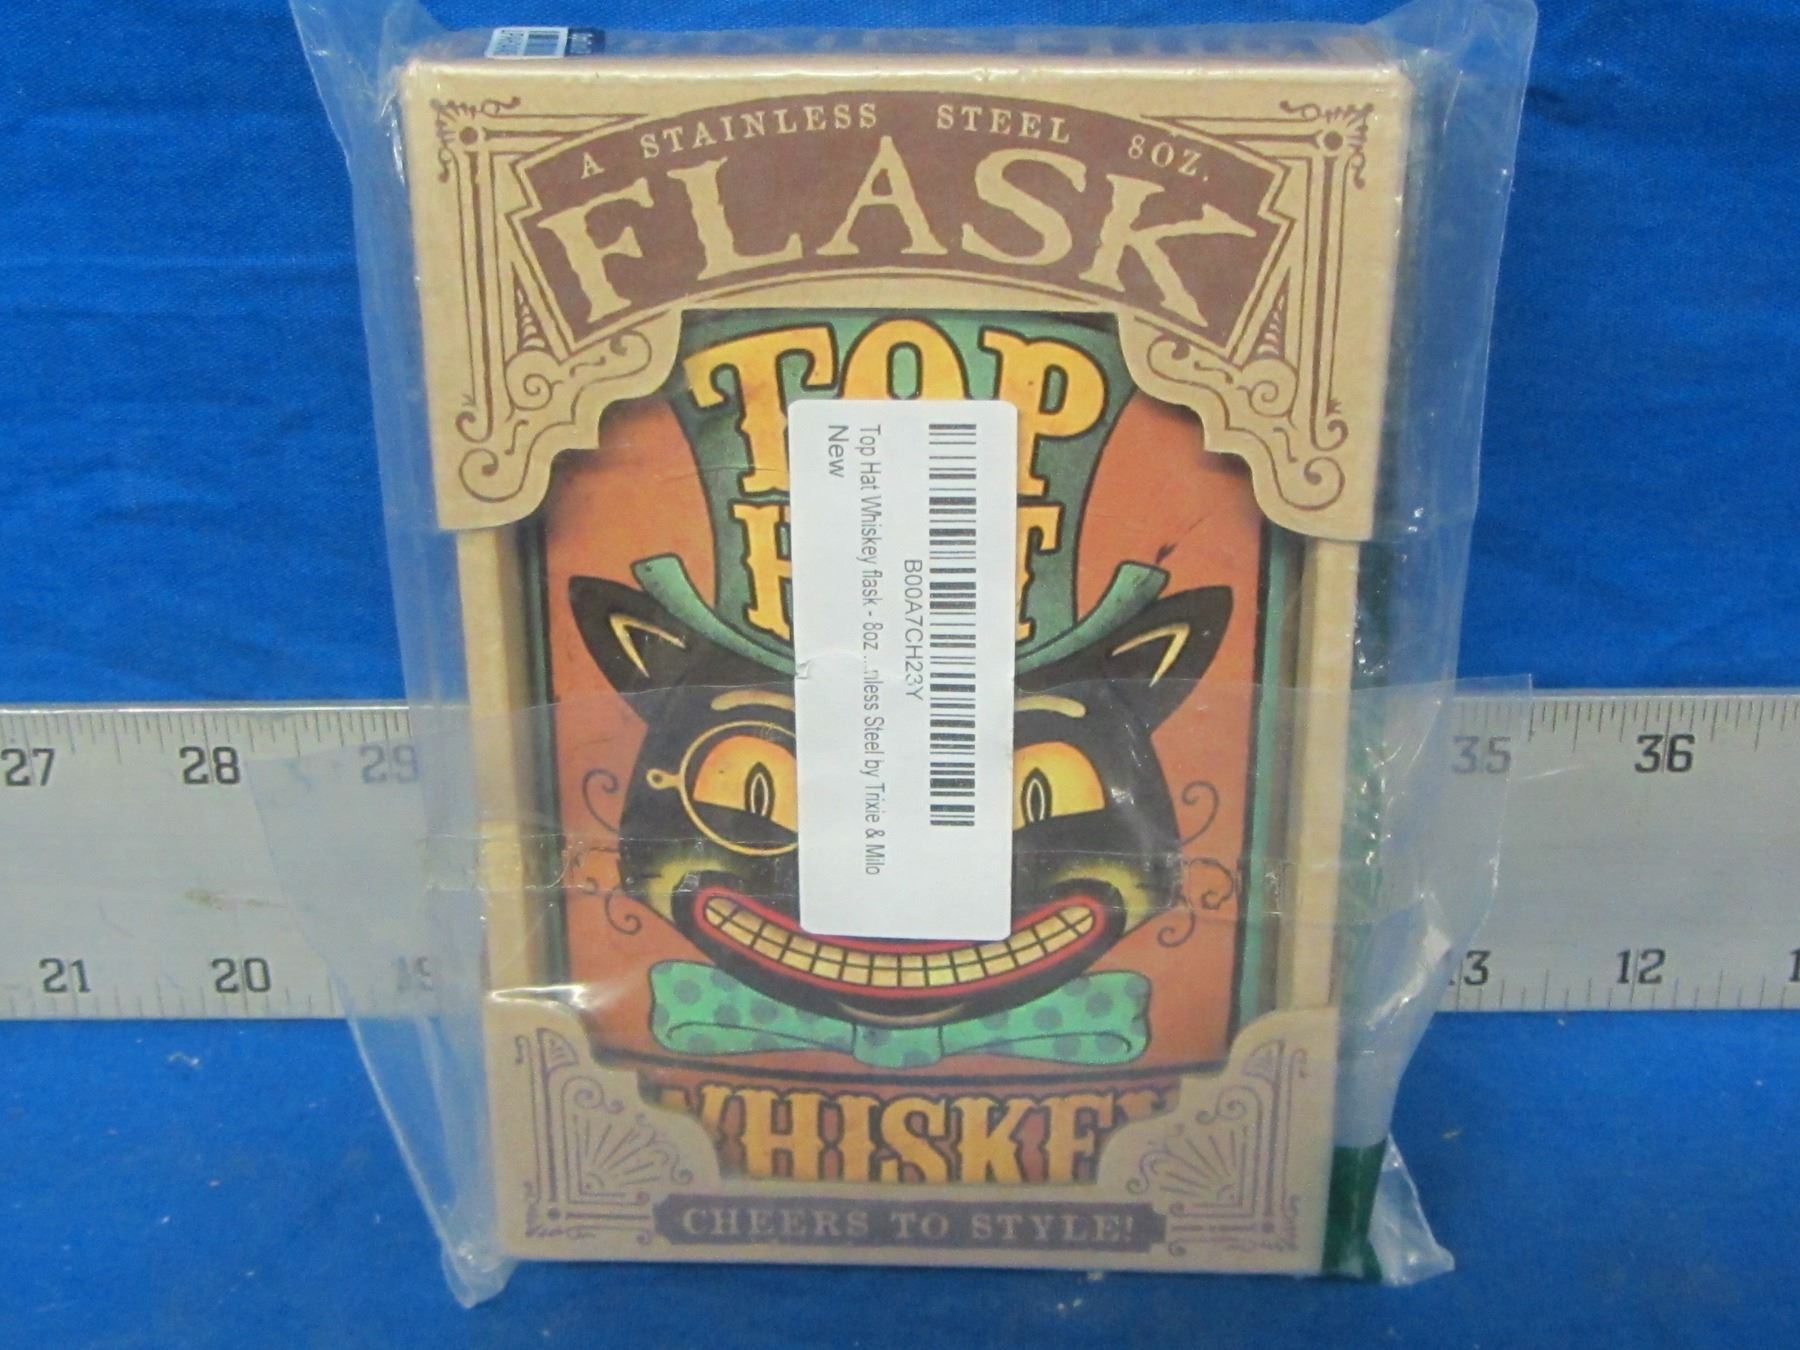 A STAINLESS STEEL 8OZ.
FLASK
TOP
WHISKEY
CHEERS TO STYLE!
B00A7CH23Y
Top Hat Whiskey flask - 8oz ...nless Steel by Trixie & Milo
New
27 28 29 35 36
21 20 19 13 12